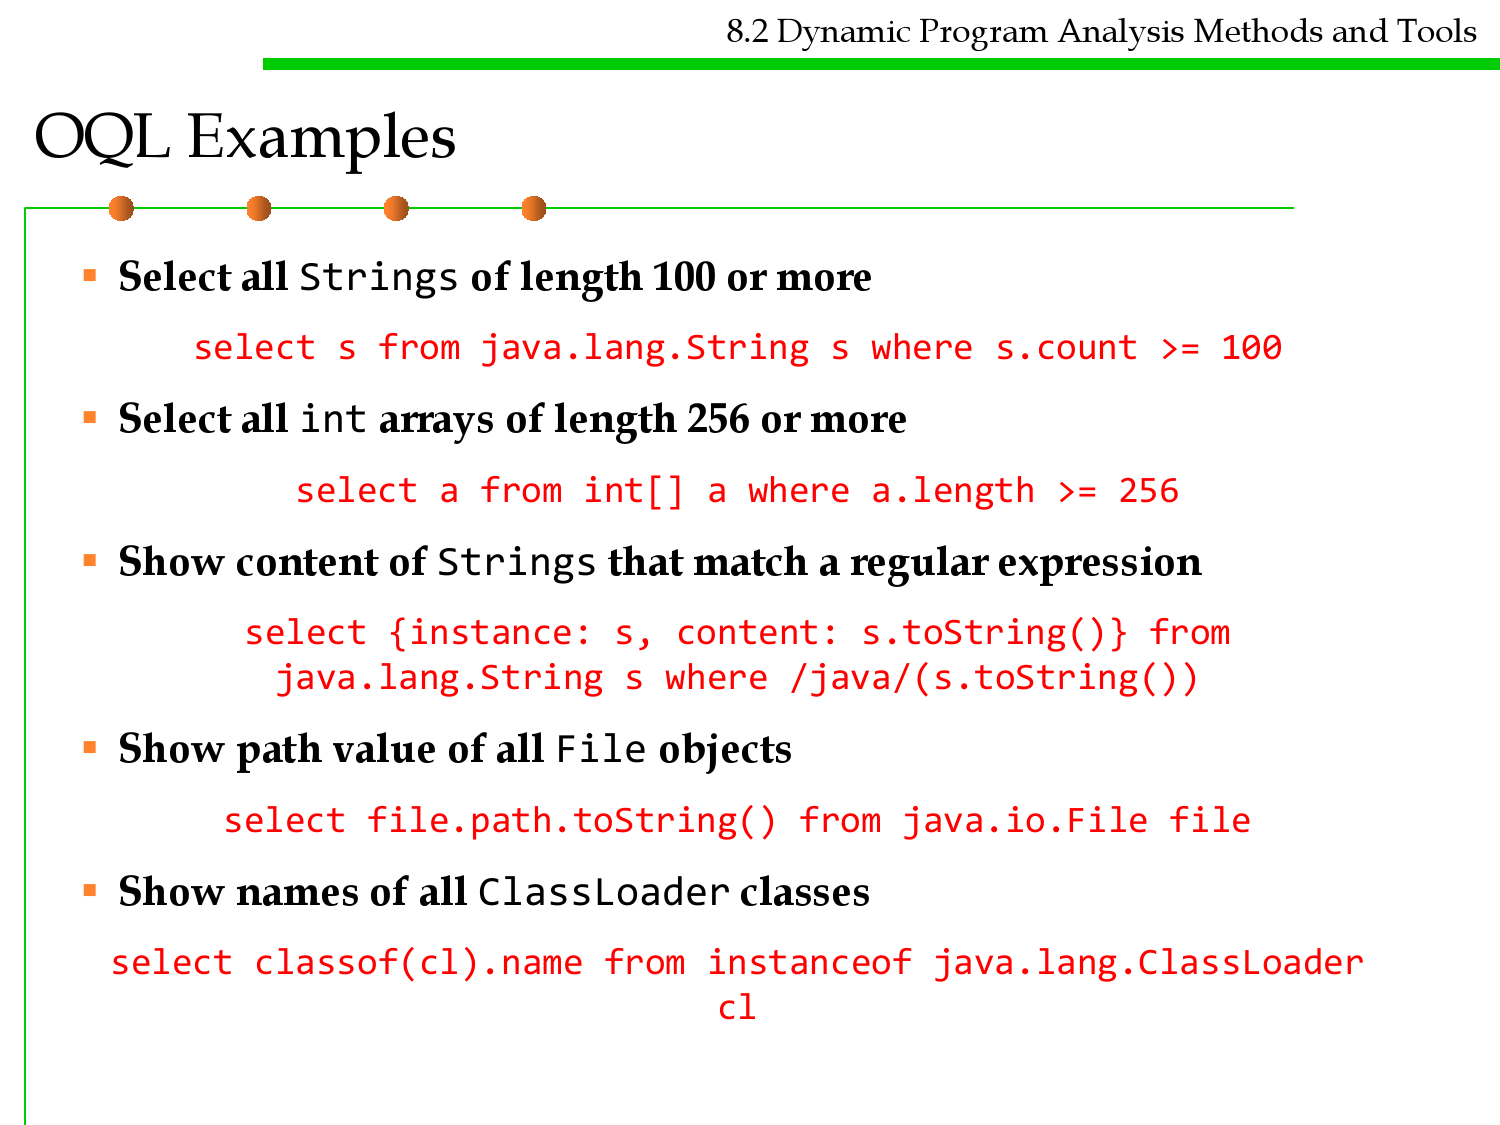 8.2 Dynamic Program Analysis Methods and Tools
OQL Examples
Select all Strings of length 100 or more
select s from java.lang.String s where s.count >= 100
Select all int arrays of length 256 or more
select a from int[] a where a.length >= 256
Show content of Strings that match a regular expression
select {instance: s, content: s.toString()} from
java.lang.String s where /java/(s.toString())
Show path value of all File objects
select file.path.toString() from java.io.File file
Show names of all ClassLoader classes
select classof(cl).name from instanceof java.lang.ClassLoader
cl